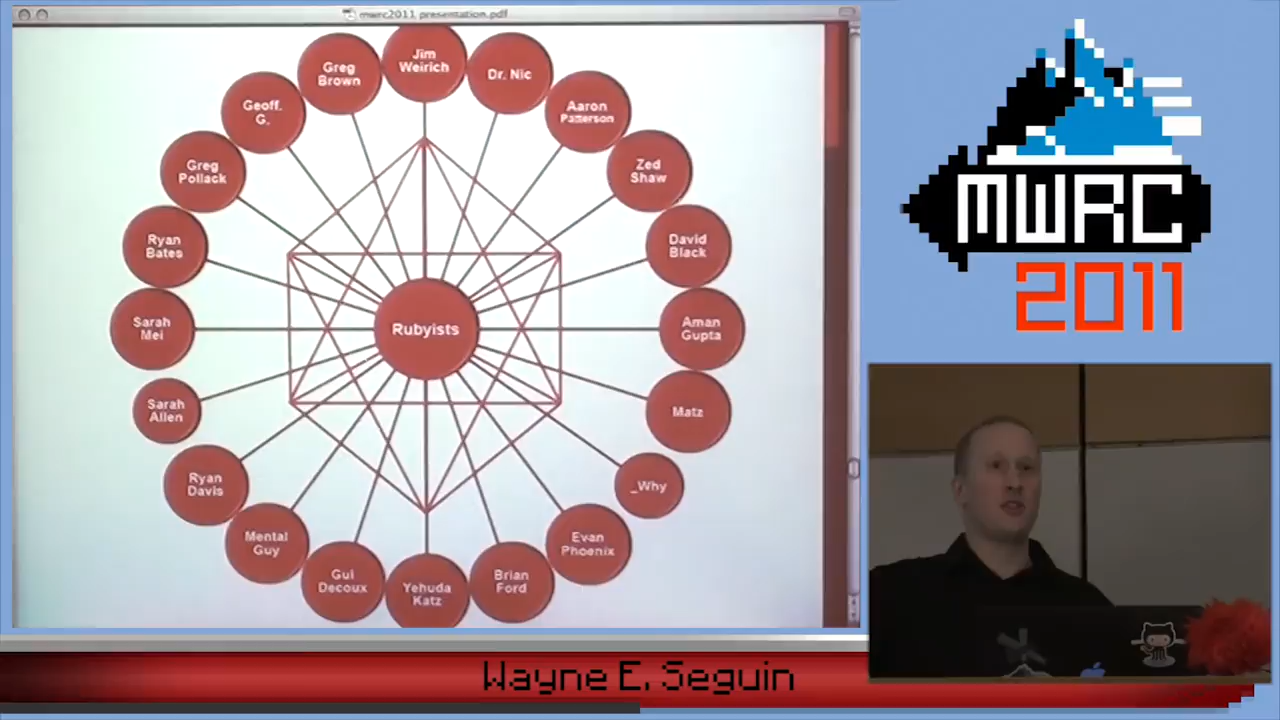 mwrc2011 presentation.pdf
Jim
Weirich
Dr. Nic
Aaron
Patterson
Zed
Shaw
David
Black
Aman
Gupta
Matz
_Why
Evan
Phoenix
Brian
Ford
Yehuda
Katz
Gui
Decoux
Mental
Guy
Ryan
Davis
Sarah
Allen
Sarah
Mei
Ryan
Bates
Greg
Pollack
Geoff.
G.
Greg
Brown
Rubyists
MWRC
2011
Wayne E. Seguin